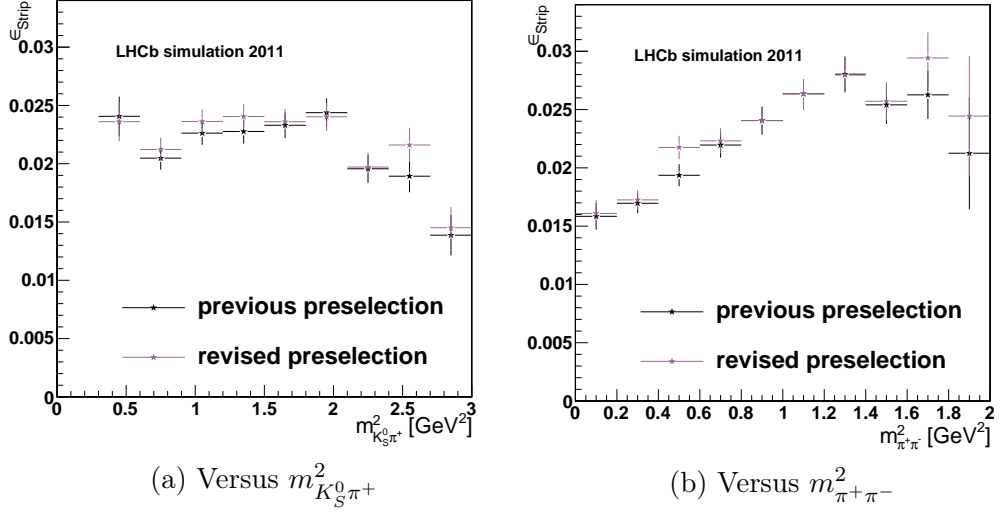 ∈Strip
LHCb simulation 2011
0.03
0.025
0.02
0.015
0.01
0.005
0
previous preselection
revised preselection
0 0.5 1 1.5 2 2.5 3
m²_{K_S^0 π⁺} [GeV²]
(a) Versus m²_{K_S^0 π⁺}
∈Strip
LHCb simulation 2011
0.03
0.025
0.02
0.015
0.01
0.005
0
previous preselection
revised preselection
0 0.2 0.4 0.6 0.8 1 1.2 1.4 1.6 1.8 2
m²_{π⁺π⁻} [GeV²]
(b) Versus m²_{π⁺π⁻}